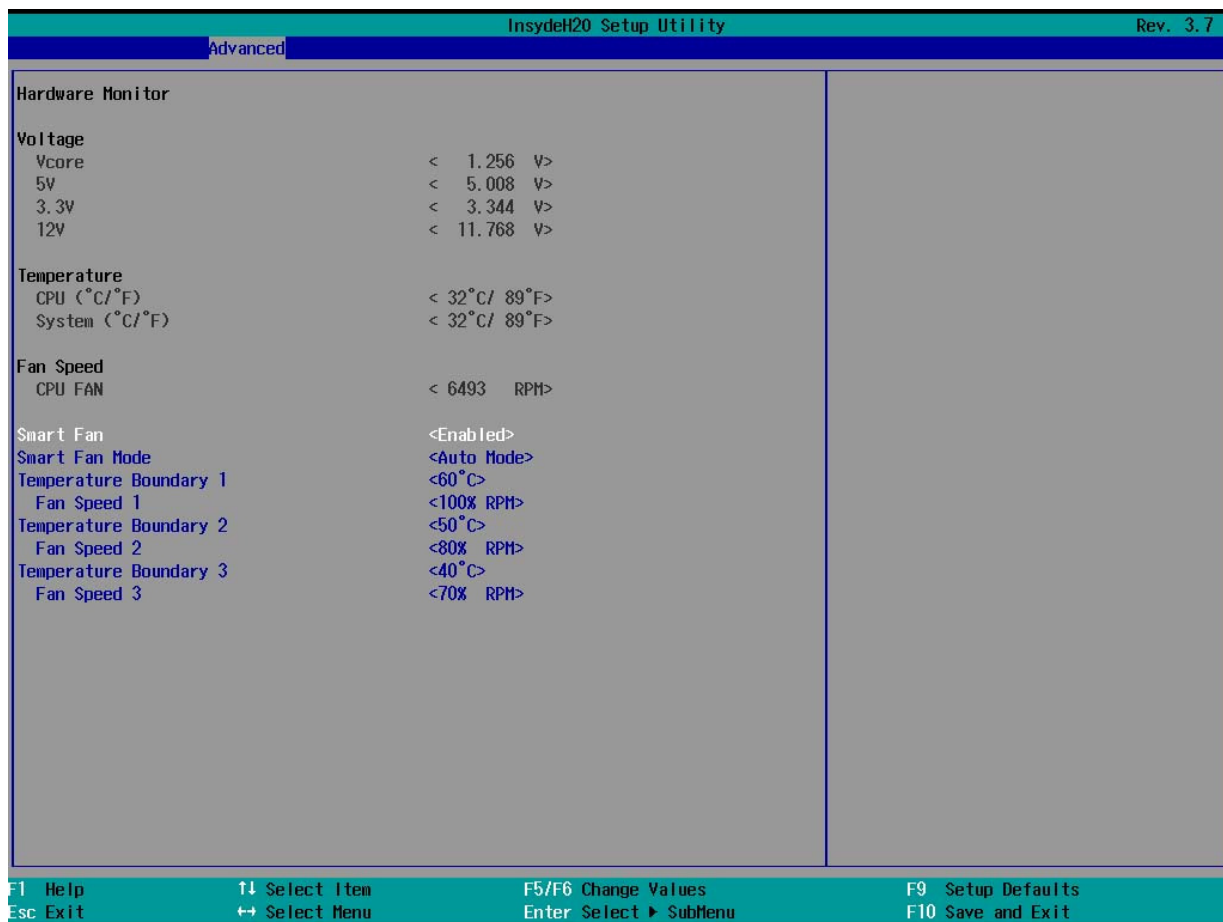 InsydeH20 Setup Utility Rev. 3.7
Advanced
Hardware Monitor
Voltage
Vcore < 1.256 V>
5V < 5.008 V>
3.3V < 3.344 V>
12V < 11.768 V>
Temperature
CPU (°C/°F) < 32°C/ 89°F>
System (°C/°F) < 32°C/ 89°F>
Fan Speed
CPU FAN < 6493 RPM>
Smart Fan <Enabled>
Smart Fan Mode <Auto Mode>
Temperature Boundary 1 <60°C>
Fan Speed 1 <100% RPM>
Temperature Boundary 2 <50°C>
Fan Speed 2 <80% RPM>
Temperature Boundary 3 <40°C>
Fan Speed 3 <70% RPM>
F1 Help ↑↓ Select Item F5/F6 Change Values F9 Setup Defaults
Esc Exit ↔ Select Menu Enter Select ▶ SubMenu F10 Save and Exit